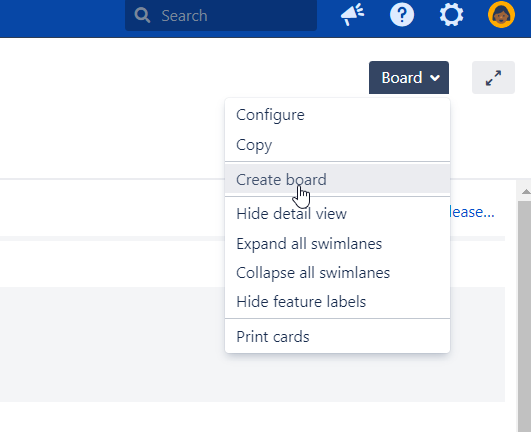 Search
Board
Configure
Copy
Create board
Hide detail view
lease...
Expand all swimlanes
Collapse all swimlanes
Hide feature labels
Print cards